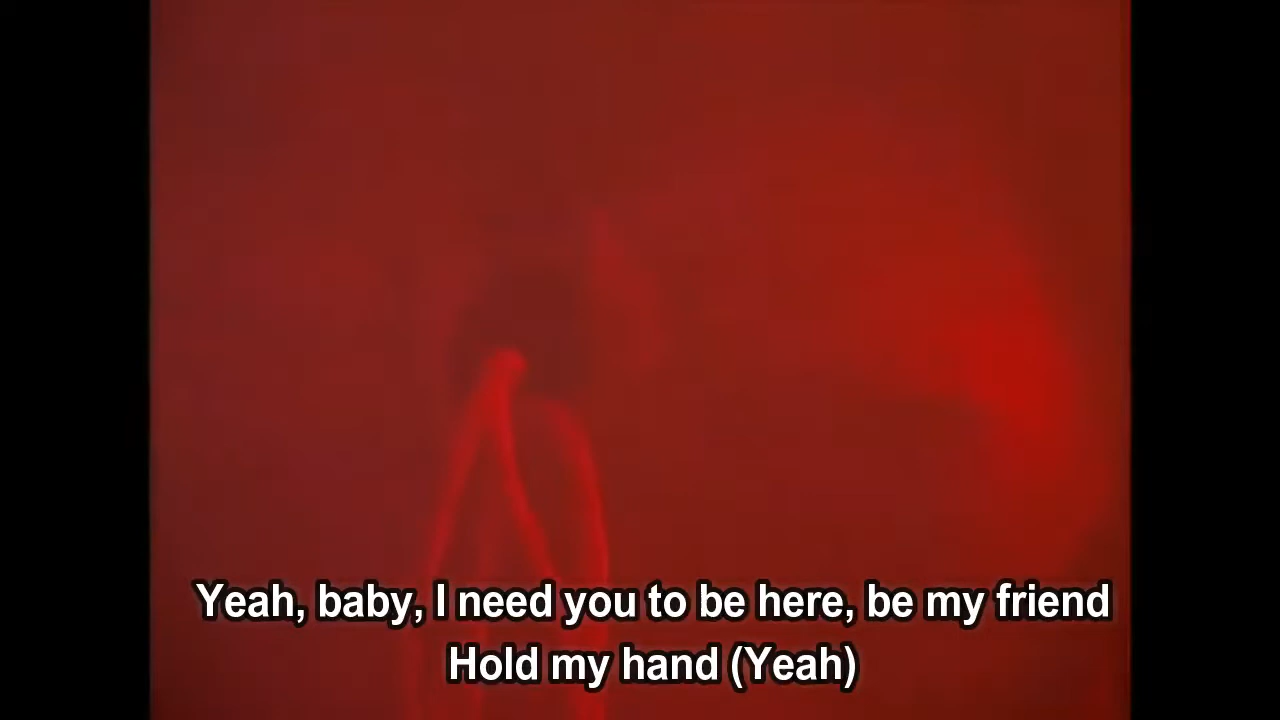 Yeah, baby, I need you to be here, be my friend
Hold my hand (Yeah)